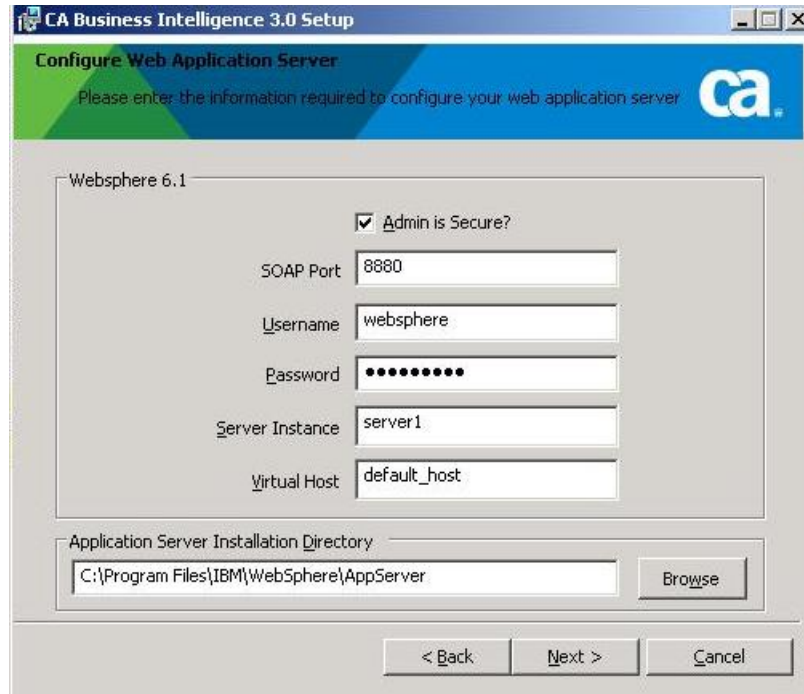 CA Business Intelligence 3.0 Setup
Configure Web Application Server
Please enter the information required to configure your web application server
ca
Websphere 6.1
Admin is Secure?
SOAP Port 8880
Username websphere
Password ●●●●●●●●●
Server Instance server1
Virtual Host default_host
Application Server Installation Directory
C:\Program Files\IBM\WebSphere\AppServer Browse
< Back Next > Cancel